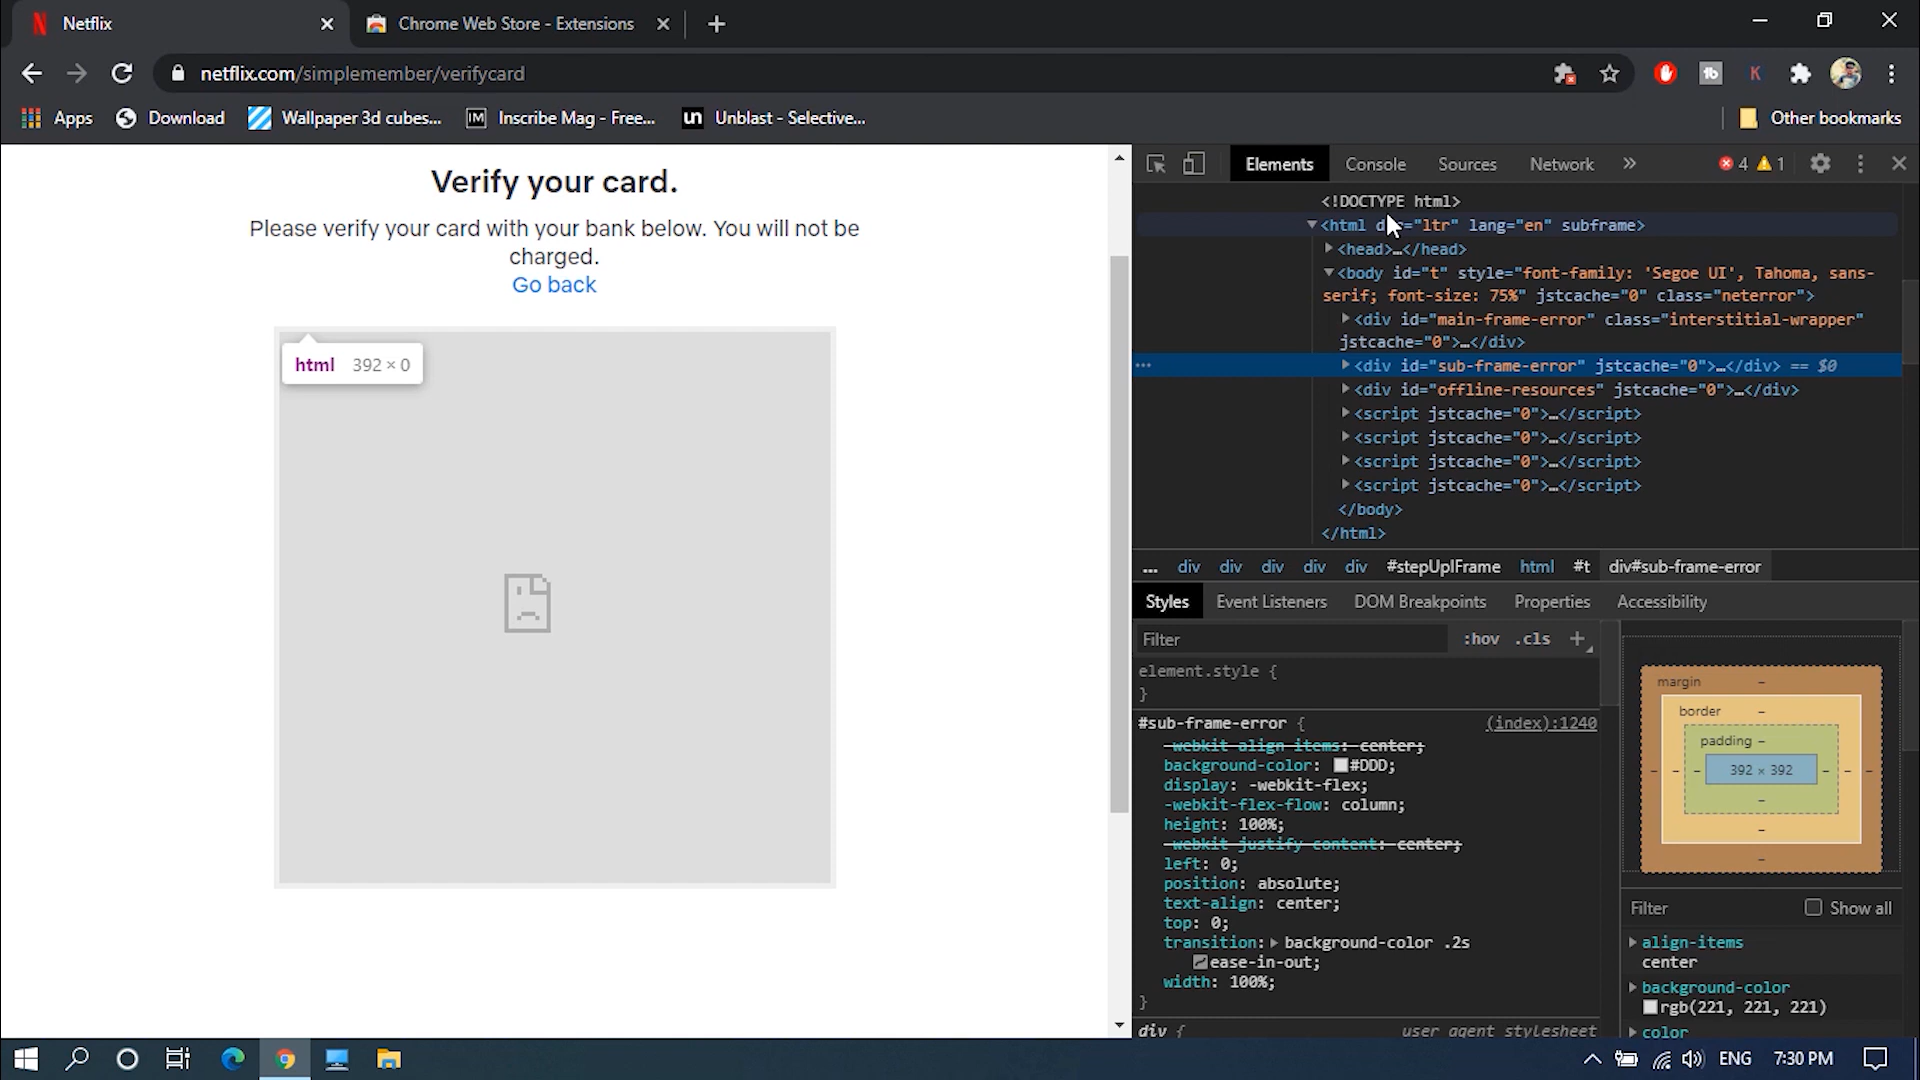 Netflix
Chrome Web Store - Extensions
netflix.com/simplemember/verifycard
Apps
Download
Wallpaper 3d cubes...
IM
Inscribe Mag - Free...
un
Unblast - Selective...
Other bookmarks
Verify your card.
Please verify your card with your bank below. You will not be
charged.
Go back
html 392 × 0
Elements
Console
Sources
Network
4
1
<!DOCTYPE html>
<html d ="ltr" lang="en" subframe>
<head>…</head>
<body id="t" style="font-family: 'Segoe UI', Tahoma, sans-
serif; font-size: 75%" jstcache="0" class="neterror">
<div id="main-frame-error" class="interstitial-wrapper"
jstcache="0">…</div>
<div id="sub-frame-error" jstcache="0">…</div> == $0
<div id="offline-resources" jstcache="0">…</div>
<script jstcache="0">…</script>
<script jstcache="0">…</script>
<script jstcache="0">…</script>
<script jstcache="0">…</script>
</body>
</html>
... div div div div div #stepUpIFrame html #t div#sub-frame-error
Styles
Event Listeners
DOM Breakpoints
Properties
Accessibility
Filter
:hov .cls +
element.style {
}
#sub-frame-error {
(index):1240
-webkit-align-items: center;
background-color: #DDD;
display: -webkit-flex;
-webkit-flex-flow: column;
height: 100%;
-webkit-justify-content: center;
left: 0;
position: absolute;
text-align: center;
top: 0;
transition: background-color .2s
ease-in-out;
width: 100%;
}
div {
user agent stylesheet
margin –
border –
padding –
392 × 392
Filter
Show all
align-items
center
background-color
rgb(221, 221, 221)
color
ENG
7:30 PM